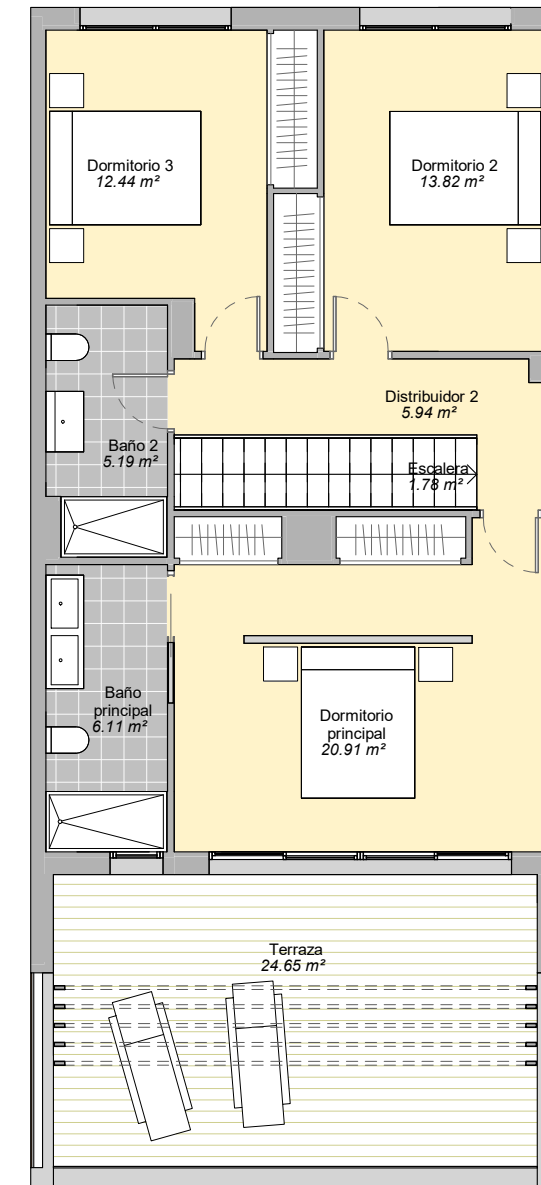 Dormitorio 3
12.44 m²
Dormitorio 2
13.82 m²
Distribuidor 2
5.94 m²
Baño 2
5.19 m²
Escalera
1.78 m²
Baño
principal
6.11 m²
Dormitorio
principal
20.91 m²
Terraza
24.65 m²